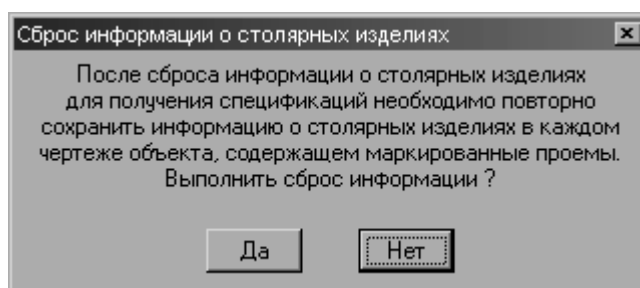 Сброс информации о столярных изделиях
После сброса информации о столярных изделиях
для получения спецификаций необходимо повторно
сохранить информацию о столярных изделиях в каждом
чертеже объекта, содержащем маркированные проемы.
Выполнить сброс информации ?
Да Нет